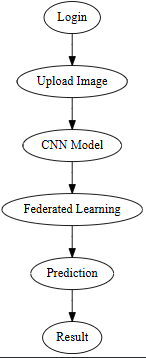 Login
Upload Image
CNN Model
Federated Learning
Prediction
Result